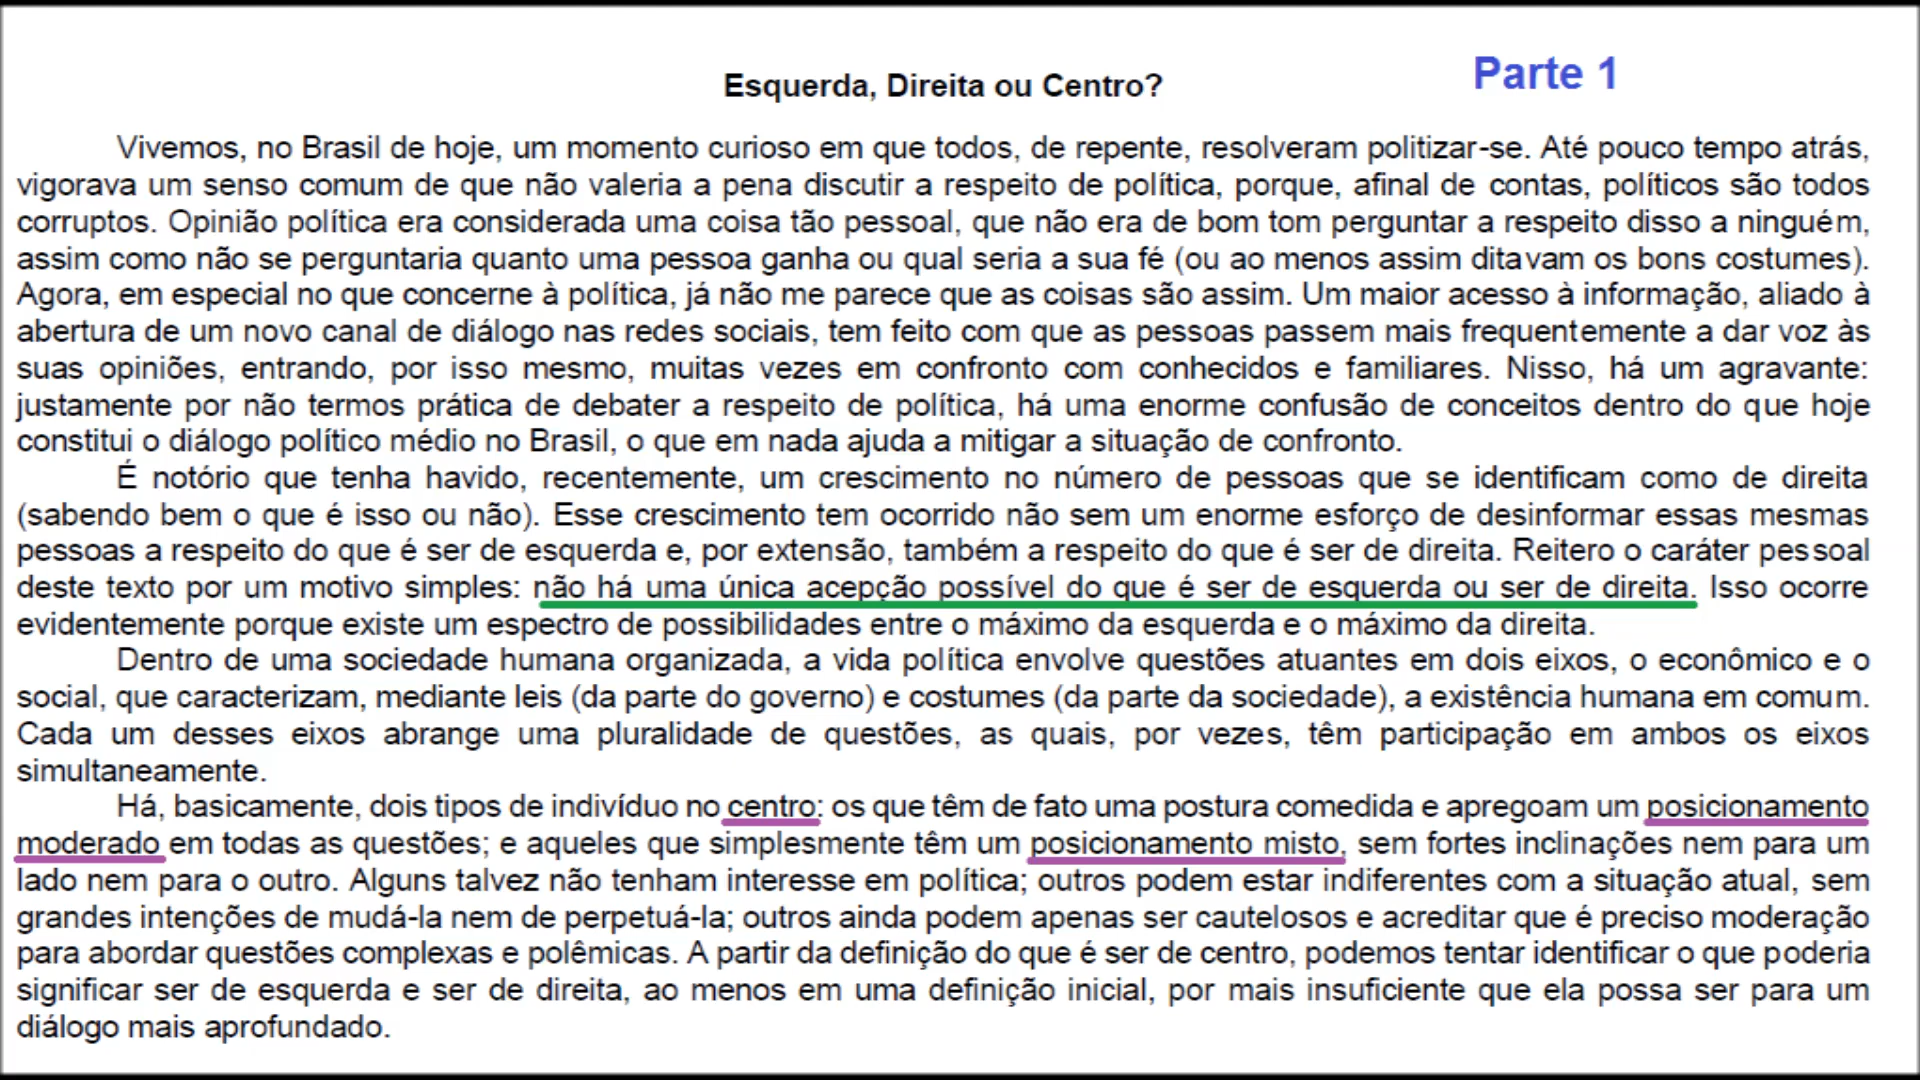 Esquerda, Direita ou Centro?
Parte 1
Vivemos, no Brasil de hoje, um momento curioso em que todos, de repente, resolveram politizar-se. Até pouco tempo atrás,
vigorava um senso comum de que não valeria a pena discutir a respeito de política, porque, afinal de contas, políticos são todos
corruptos. Opinião política era considerada uma coisa tão pessoal, que não era de bom tom perguntar a respeito disso a ninguém,
assim como não se perguntaria quanto uma pessoa ganha ou qual seria a sua fé (ou ao menos assim ditavam os bons costumes).
Agora, em especial no que concerne à política, já não me parece que as coisas são assim. Um maior acesso à informação, aliado à
abertura de um novo canal de diálogo nas redes sociais, tem feito com que as pessoas passem mais frequentemente a dar voz às
suas opiniões, entrando, por isso mesmo, muitas vezes em confronto com conhecidos e familiares. Nisso, há um agravante:
justamente por não termos prática de debater a respeito de política, há uma enorme confusão de conceitos dentro do que hoje
constitui o diálogo político médio no Brasil, o que em nada ajuda a mitigar a situação de confronto.
É notório que tenha havido, recentemente, um crescimento no número de pessoas que se identificam como de direita
(sabendo bem o que é isso ou não). Esse crescimento tem ocorrido não sem um enorme esforço de desinformar essas mesmas
pessoas a respeito do que é ser de esquerda e, por extensão, também a respeito do que é ser de direita. Reitero o caráter pessoal
deste texto por um motivo simples: não há uma única acepção possível do que é ser de esquerda ou ser de direita. Isso ocorre
evidentemente porque existe um espectro de possibilidades entre o máximo da esquerda e o máximo da direita.
Dentro de uma sociedade humana organizada, a vida política envolve questões atuantes em dois eixos, o econômico e o
social, que caracterizam, mediante leis (da parte do governo) e costumes (da parte da sociedade), a existência humana em comum.
Cada um desses eixos abrange uma pluralidade de questões, as quais, por vezes, têm participação em ambos os eixos
simultaneamente.
Há, basicamente, dois tipos de indivíduo no centro: os que têm de fato uma postura comedida e apregoam um posicionamento
moderado em todas as questões; e aqueles que simplesmente têm um posicionamento misto, sem fortes inclinações nem para um
lado nem para o outro. Alguns talvez não tenham interesse em política; outros podem estar indiferentes com a situação atual, sem
grandes intenções de mudá-la nem de perpetuá-la; outros ainda podem apenas ser cautelosos e acreditar que é preciso moderação
para abordar questões complexas e polêmicas. A partir da definição do que é ser de centro, podemos tentar identificar o que poderia
significar ser de esquerda e ser de direita, ao menos em uma definição inicial, por mais insuficiente que ela possa ser para um
diálogo mais aprofundado.